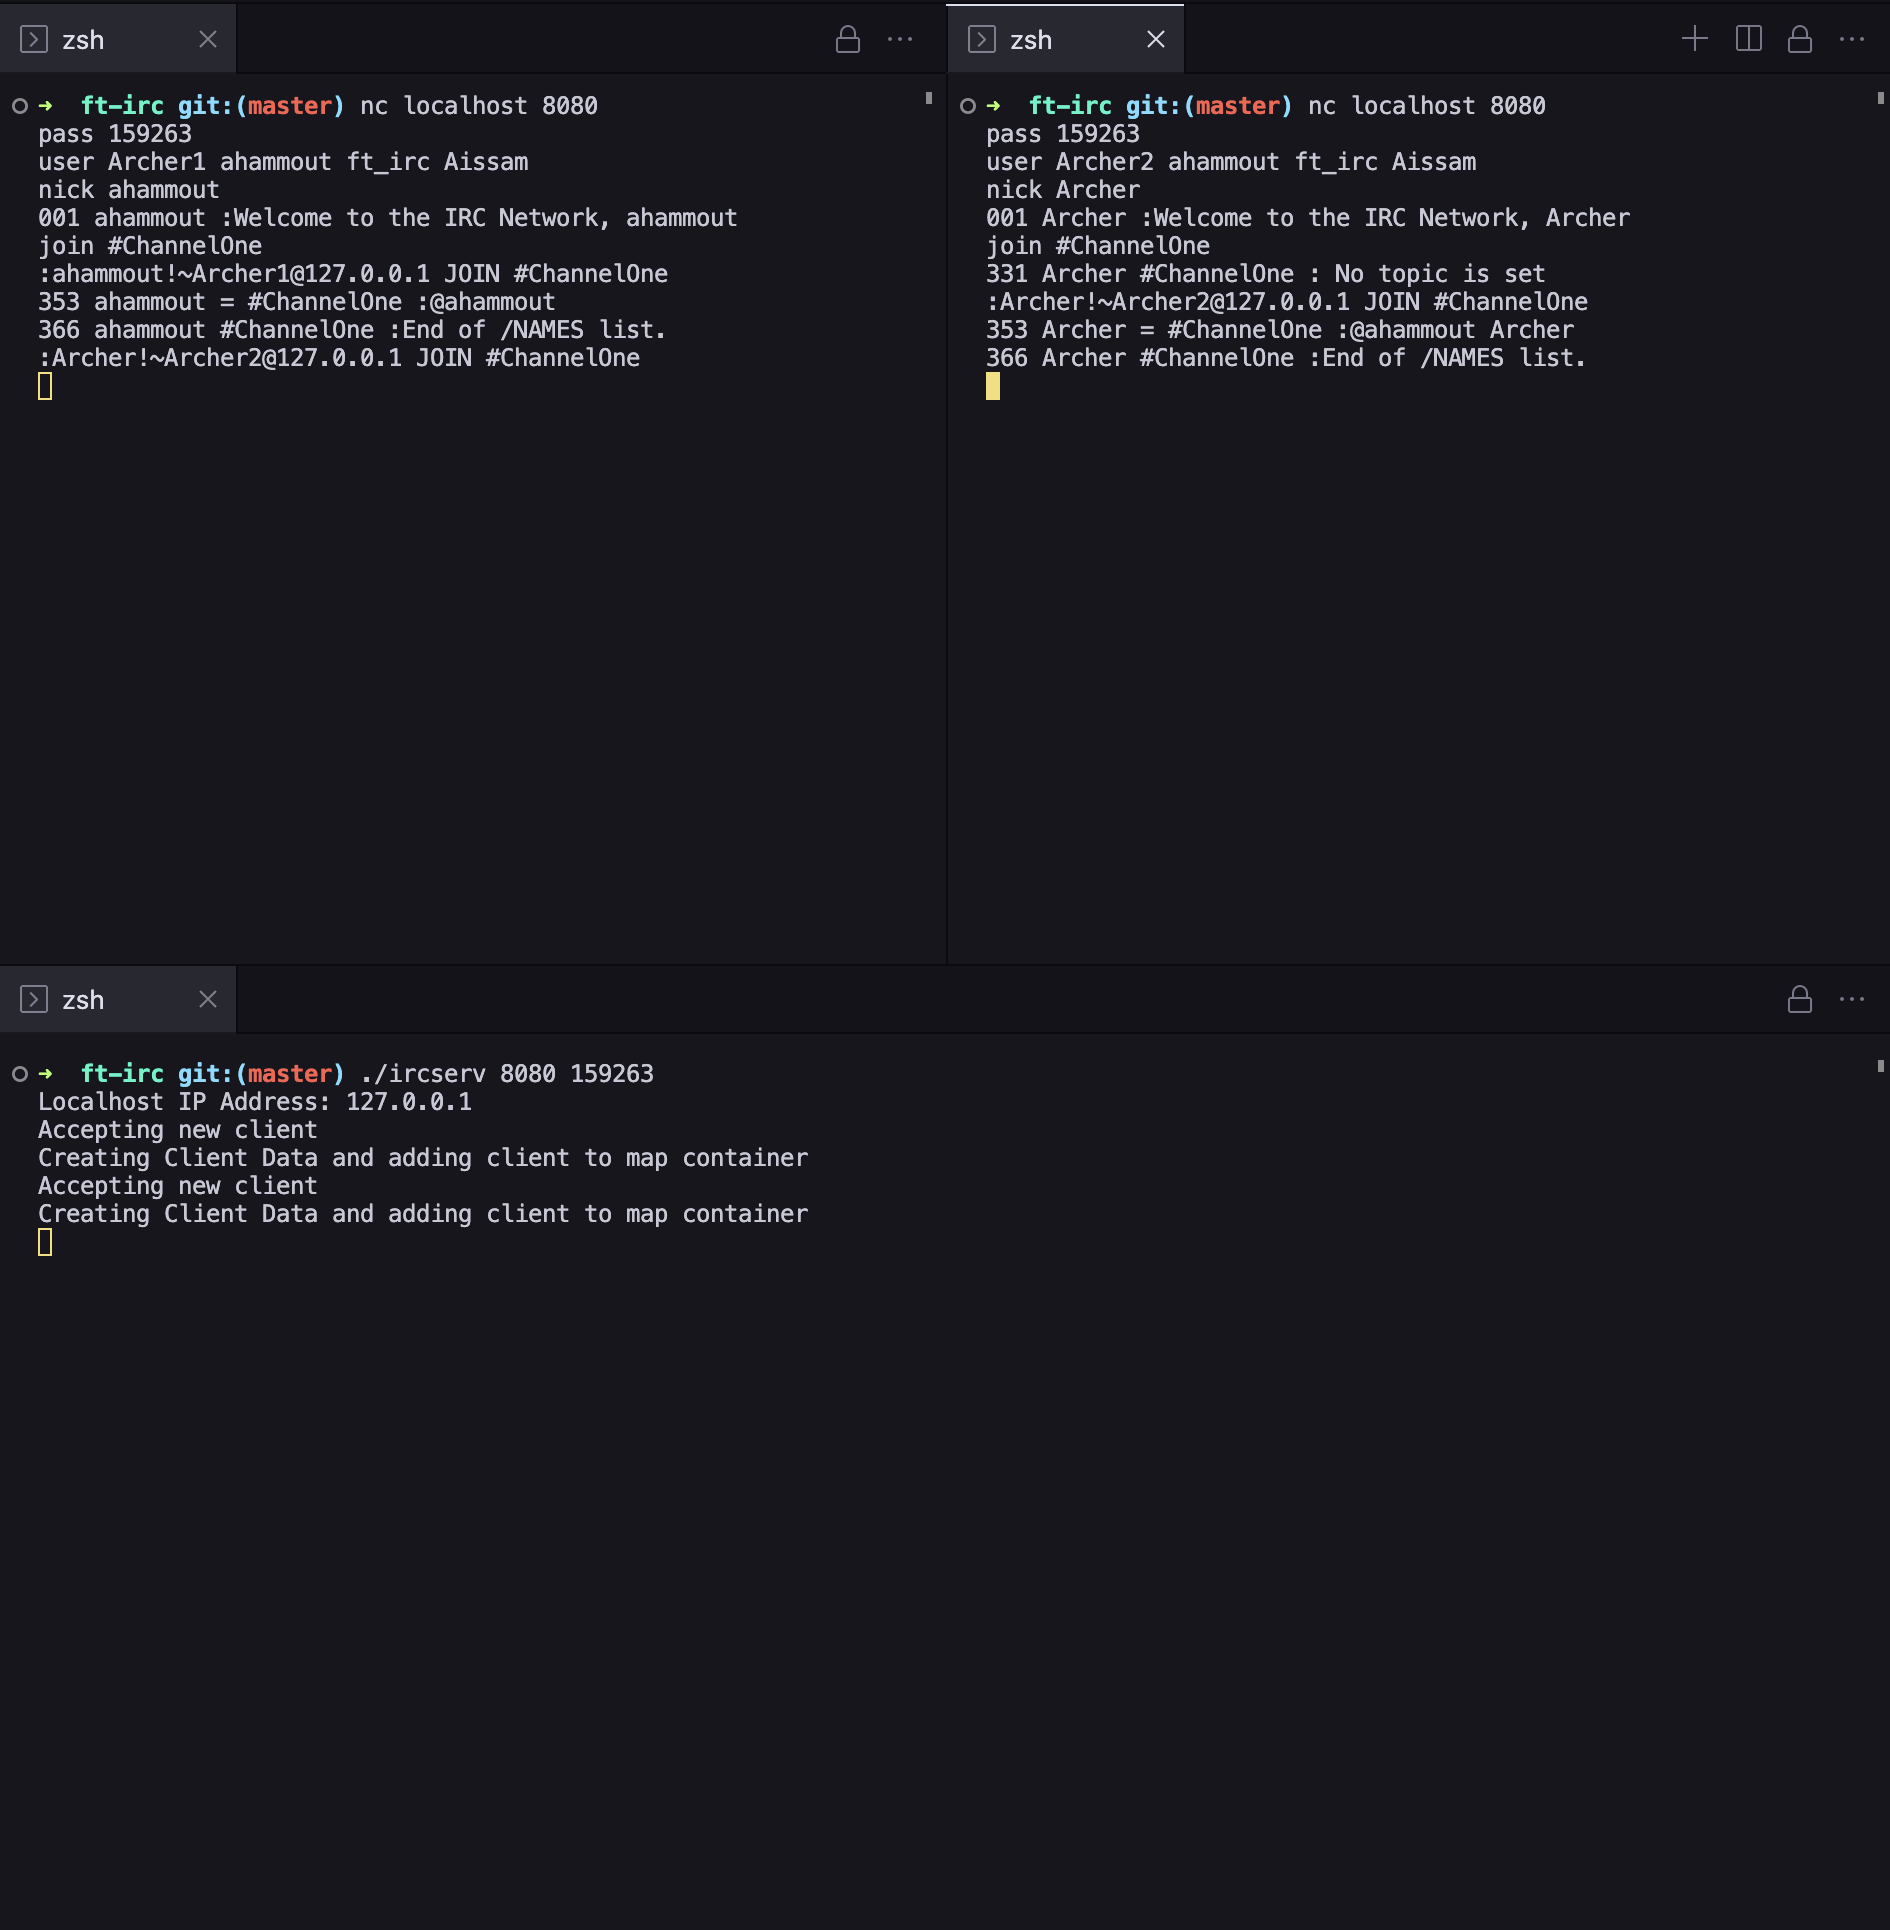 zsh
➜  ft-irc git:(master) nc localhost 8080
pass 159263
user Archer1 ahammout ft_irc Aissam
nick ahammout
001 ahammout :Welcome to the IRC Network, ahammout
join #ChannelOne
:ahammout!~Archer1@127.0.0.1 JOIN #ChannelOne
353 ahammout = #ChannelOne :@ahammout
366 ahammout #ChannelOne :End of /NAMES list.
:Archer!~Archer2@127.0.0.1 JOIN #ChannelOne
zsh
➜  ft-irc git:(master) nc localhost 8080
pass 159263
user Archer2 ahammout ft_irc Aissam
nick Archer
001 Archer :Welcome to the IRC Network, Archer
join #ChannelOne
331 Archer #ChannelOne : No topic is set
:Archer!~Archer2@127.0.0.1 JOIN #ChannelOne
353 Archer = #ChannelOne :@ahammout Archer
366 Archer #ChannelOne :End of /NAMES list.
zsh
➜  ft-irc git:(master) ./ircserv 8080 159263
Localhost IP Address: 127.0.0.1
Accepting new client
Creating Client Data and adding client to map container
Accepting new client
Creating Client Data and adding client to map container